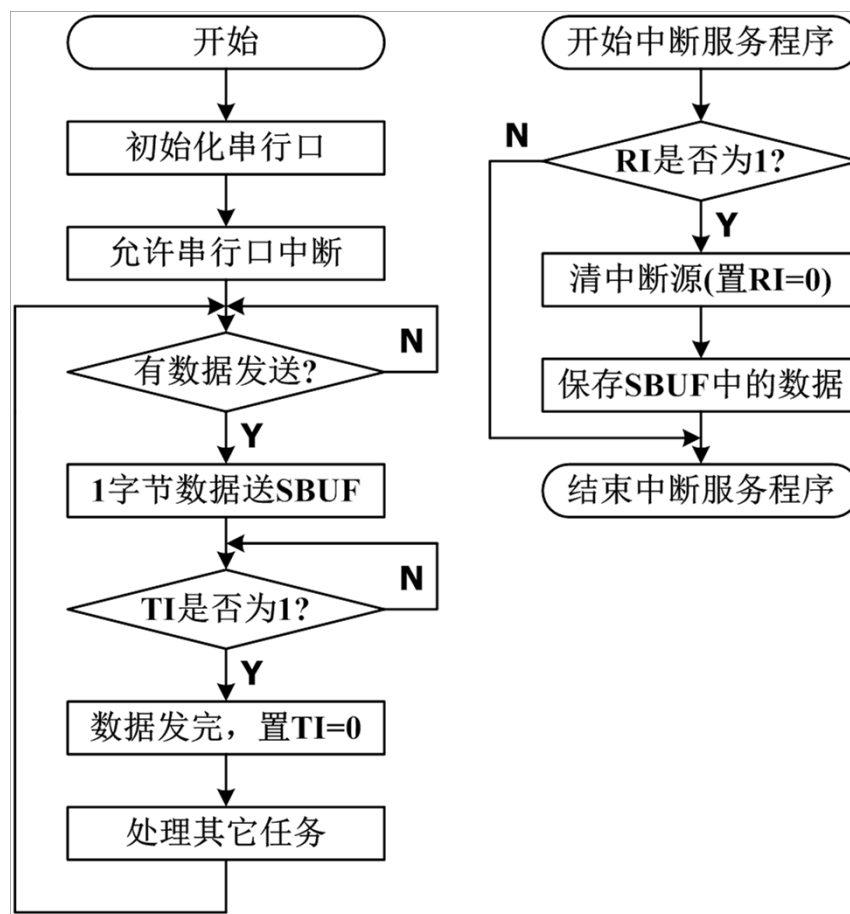 开始
初始化串行口
允许串行口中断
N
有数据发送?
Y
1字节数据送SBUF
N
TI是否为1?
Y
数据发完，置TI=0
处理其它任务
开始中断服务程序
N
RI是否为1?
Y
清中断源(置RI=0)
保存SBUF中的数据
结束中断服务程序